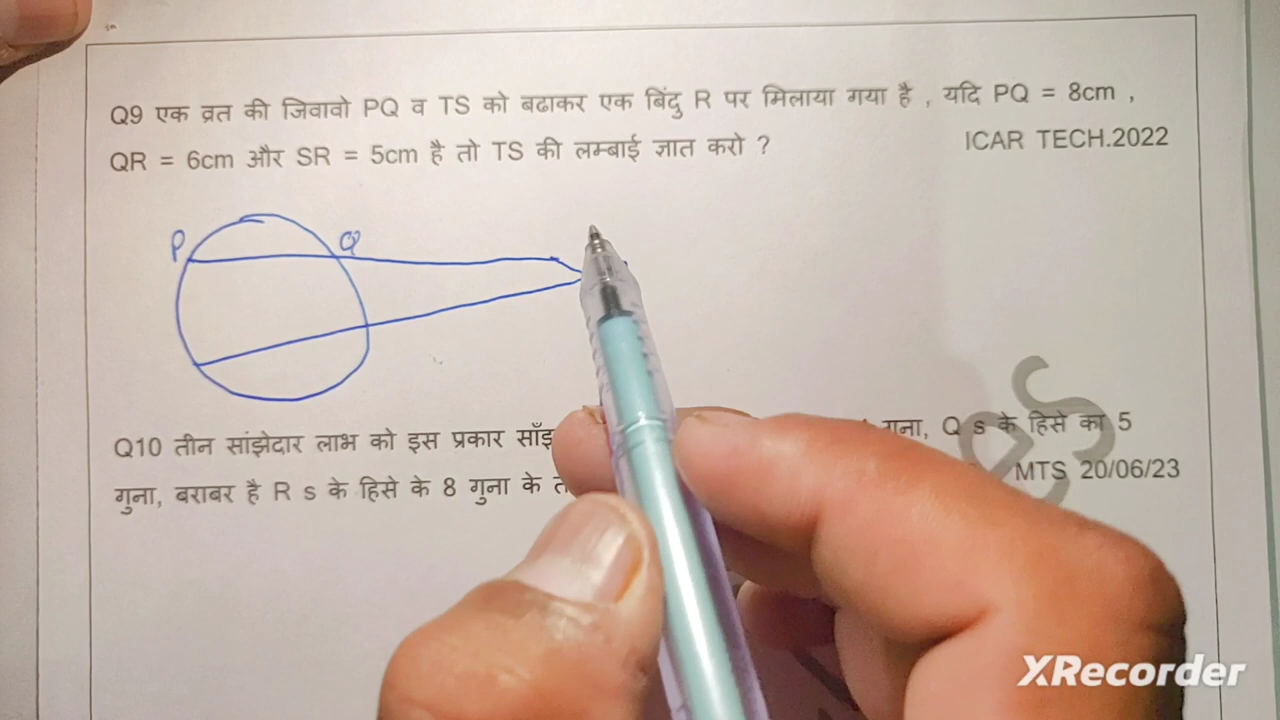 Q9 एक व्रत की जिवावो PQ व TS को बढाकर एक बिंदु R पर मिलाया गया है , यदि PQ = 8cm ,
QR = 6cm और SR = 5cm है तो TS की लम्बाई ज्ञात करो ? ICAR TECH.2022
P Q
Q10 तीन सांझेदार लाभ को इस प्रकार गुना, Q s के हिसे का 5
गुना, बराबर है R s के हिसे के 8 गुना के MTS 20/06/23
XRecorder